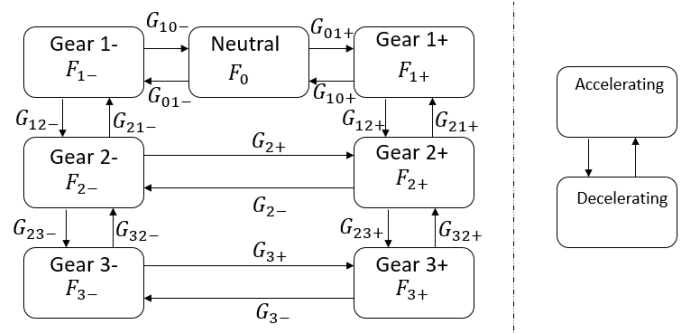 G₁₀₋
G₀₁₊
Gear 1-
F₁₋
Neutral
F₀
Gear 1+
F₁₊
G₀₁₋
G₁₀₊
G₁₂₋
G₂₁₋
G₁₂₊
G₂₁₊
Gear 2-
F₂₋
G₂₊
Gear 2+
F₂₊
G₂₋
G₂₃₋
G₃₂₋
G₂₃₊
G₃₂₊
Gear 3-
F₃₋
G₃₊
Gear 3+
F₃₊
G₃₋
Accelerating
Decelerating